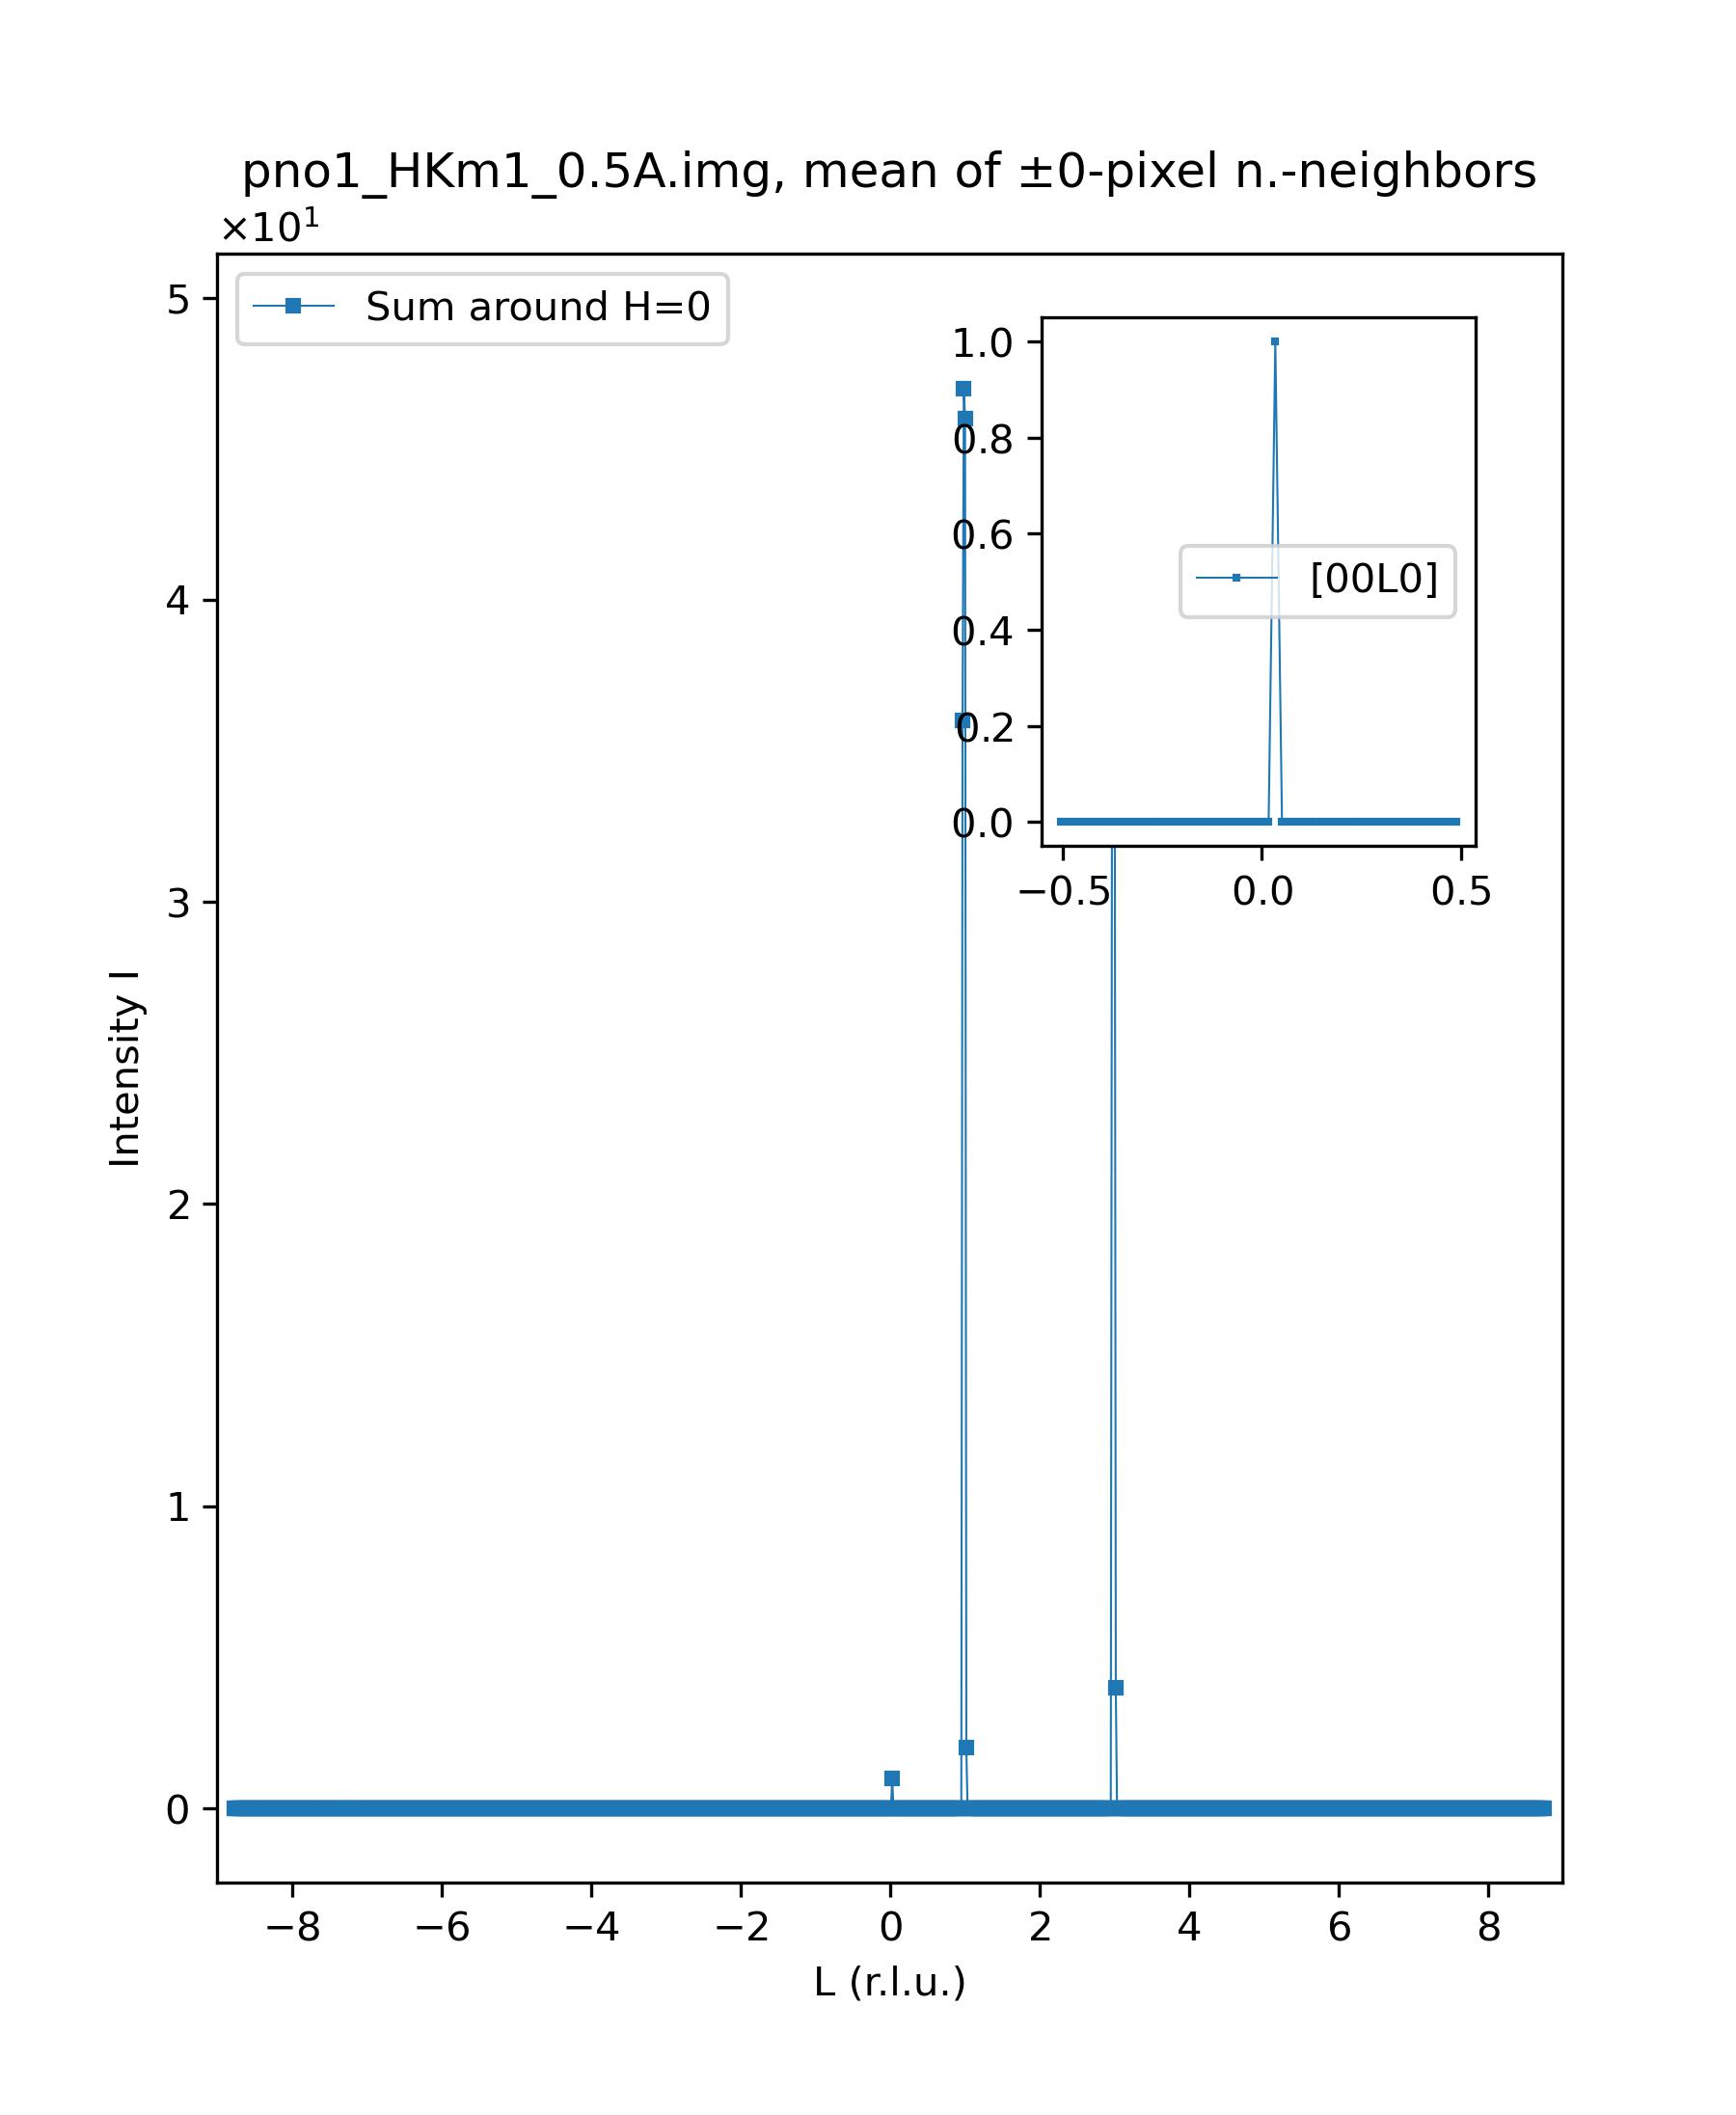 pno1_HKm1_0.5A.img, mean of ±0-pixel n.-neighbors
×10¹
Sum around H=0
5
4
3
2
1
0
Intensity I
−8 −6 −4 −2 0 2 4 6 8
L (r.l.u.)
1.0
0.8
0.6
0.4
0.2
0.0
[00L0]
−0.5 0.0 0.5